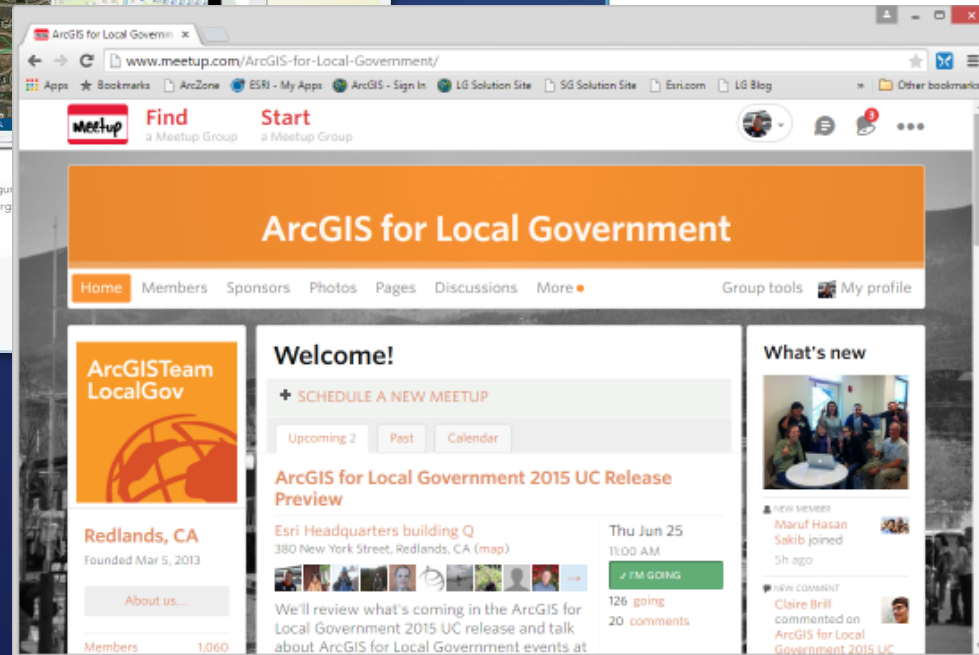 ArcGIS for Local Governm
www.meetup.com/ArcGIS-for-Local-Government/
Apps Bookmarks ArcZone ESRI - My Apps ArcGIS - Sign In LG Solution Site SG Solution Site Esri.com LG Blog » Other bookmarks
Meetup
Find
a Meetup Group
Start
a Meetup Group
3
ArcGIS for Local Government
Home Members Sponsors Photos Pages Discussions More Group tools My profile
ArcGISTeam
LocalGov
Redlands, CA
Founded Mar 5, 2013
About us...
Members 1,060
Welcome!
+ SCHEDULE A NEW MEETUP
Upcoming 2 Past Calendar
ArcGIS for Local Government 2015 UC Release
Preview
Esri Headquarters building Q
380 New York Street, Redlands, CA (map)
We'll review what's coming in the ArcGIS for
Local Government 2015 UC release and talk
about ArcGIS for Local Government events at
Thu Jun 25
11:00 AM
✓ I'M GOING
126 going
20 comments
What's new
NEW MEMBER
Maruf Hasan
Sakib joined
5h ago
NEW COMMENT
Claire Brill
commented on
ArcGIS for Local
Government 2015 UC